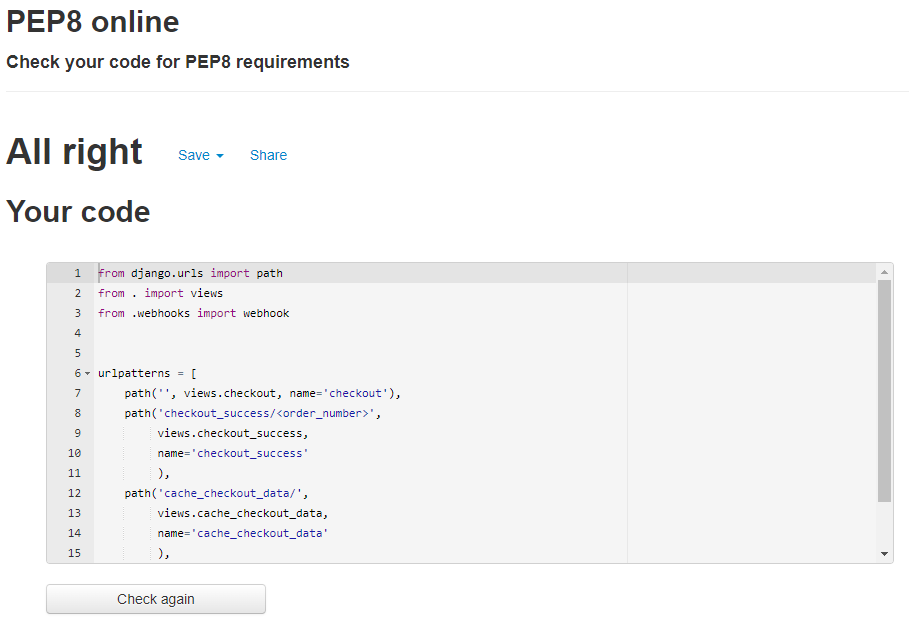 PEP8 online
Check your code for PEP8 requirements
All right Save Share
Your code
1 from django.urls import path
2 from . import views
3 from .webhooks import webhook
4
5
6 urlpatterns = [
7     path('', views.checkout, name='checkout'),
8     path('checkout_success/<order_number>',
9          views.checkout_success,
10          name='checkout_success'
11          ),
12     path('cache_checkout_data/',
13          views.cache_checkout_data,
14          name='cache_checkout_data'
15          ),
Check again